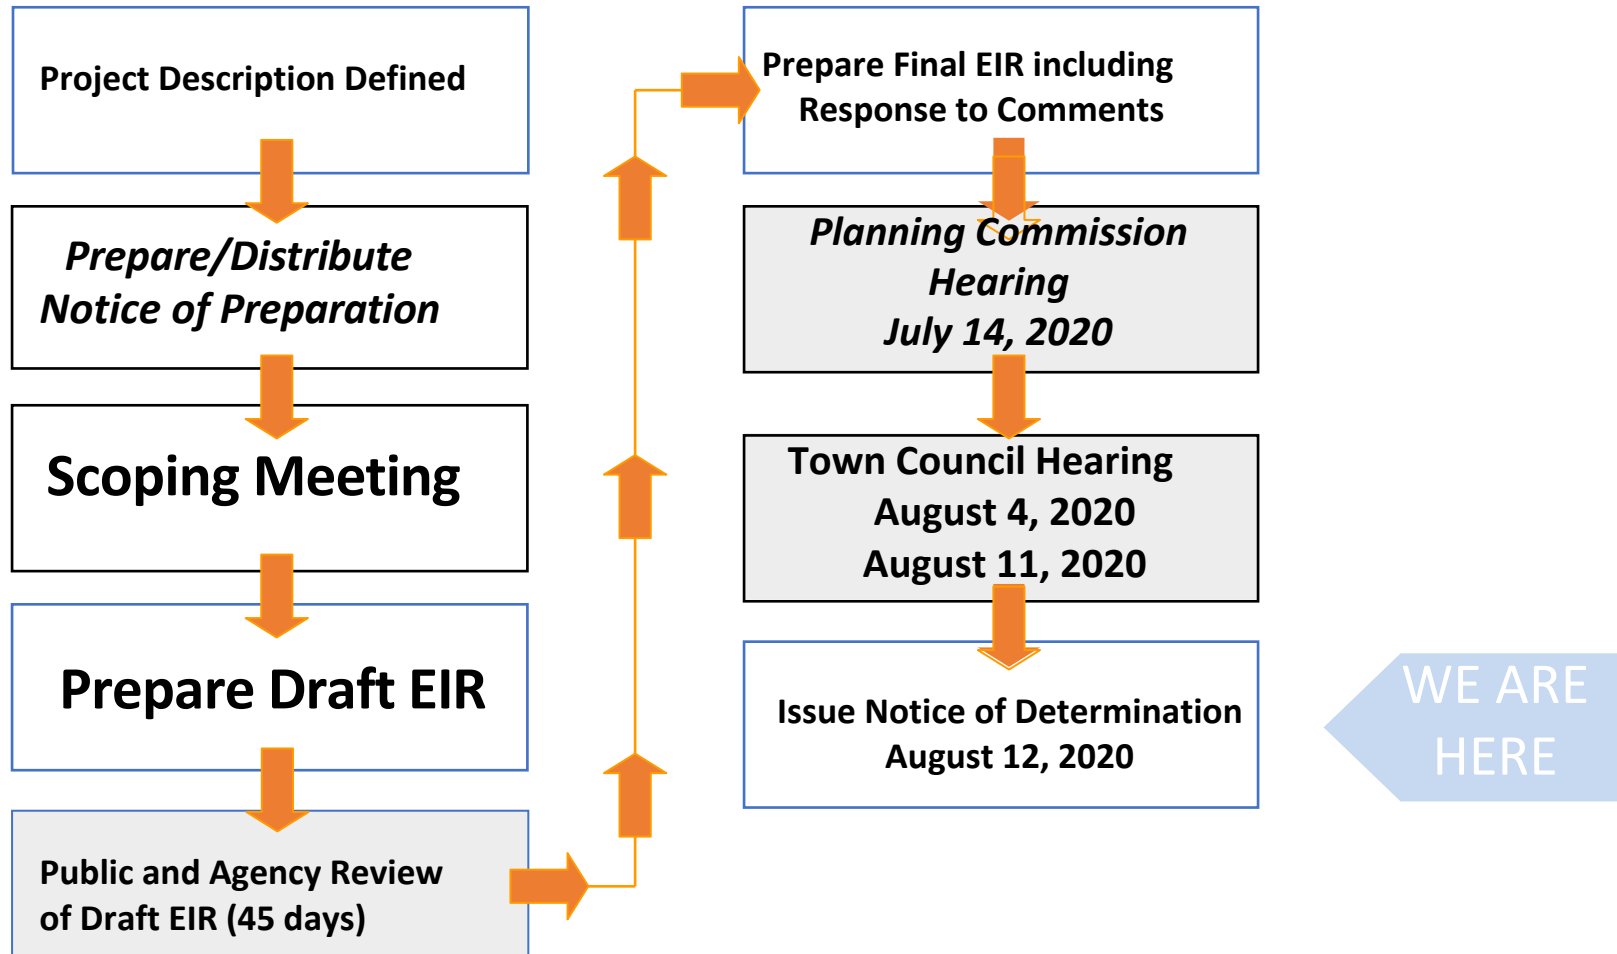 Project Description Defined
Prepare/Distribute
Notice of Preparation
Scoping Meeting
Prepare Draft EIR
Public and Agency Review
of Draft EIR (45 days)
Prepare Final EIR including
Response to Comments
Planning Commission
Hearing
July 14, 2020
Town Council Hearing
August 4, 2020
August 11, 2020
Issue Notice of Determination
August 12, 2020
WE ARE
HERE